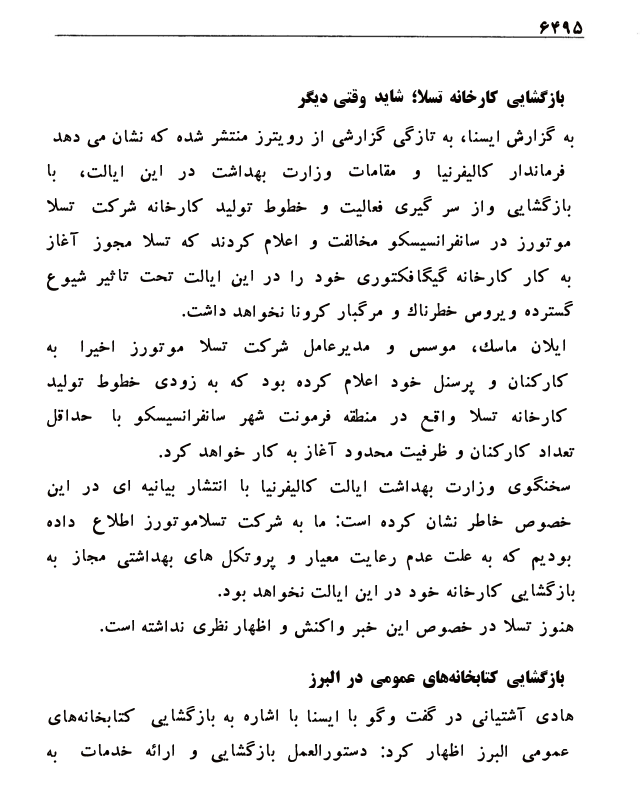 ۶۴۹۵
بازگشایی کارخانه تسلا؛ شاید وقتی دیگر
به گزارش ایسنا، به تازگی گزارشی از رویترز منتشر شده که نشان می دهد
فرماندار کالیفرنیا و مقامات وزارت بهداشت در این ایالت، با
بازگشایی واز سر گیری فعالیت و خطوط تولید کارخانه شرکت تسلا
موتورز در سانفرانسیسکو مخالفت و اعلام کردند که تسلا مجوز آغاز
به کار کارخانه گیگافکتوری خود را در این ایالت تحت تاثیر شیوع
گسترده ویروس خطرناك و مرگبار کرونا نخواهد داشت.
ایلان ماسك، موسس و مدیرعامل شرکت تسلا موتورز اخیرا به
کارکنان و پرسنل خود اعلام کرده بود که به زودی خطوط تولید
کارخانه تسلا واقع در منطقه فرمونت شهر سانفرانسیسکو با حداقل
تعداد کارکنان و ظرفیت محدود آغاز به کار خواهد کرد.
سخنگوی وزارت بهداشت ایالت کالیفرنیا با انتشار بیانیه ای در این
خصوص خاطر نشان کرده است: ما به شرکت تسلاموتورز اطلاع داده
بودیم که به علت عدم رعایت معیار و پروتکل های بهداشتی مجاز به
بازگشایی کارخانه خود در این ایالت نخواهد بود.
هنوز تسلا در خصوص این خبر واکنش و اظهار نظری نداشته است.
بازگشایی کتابخانه‌های عمومی در البرز
هادی آشتیانی در گفت وگو با ایسنا با اشاره به بازگشایی کتابخانه‌های
عمومی البرز اظهار کرد: دستورالعمل بازگشایی و ارائه خدمات به